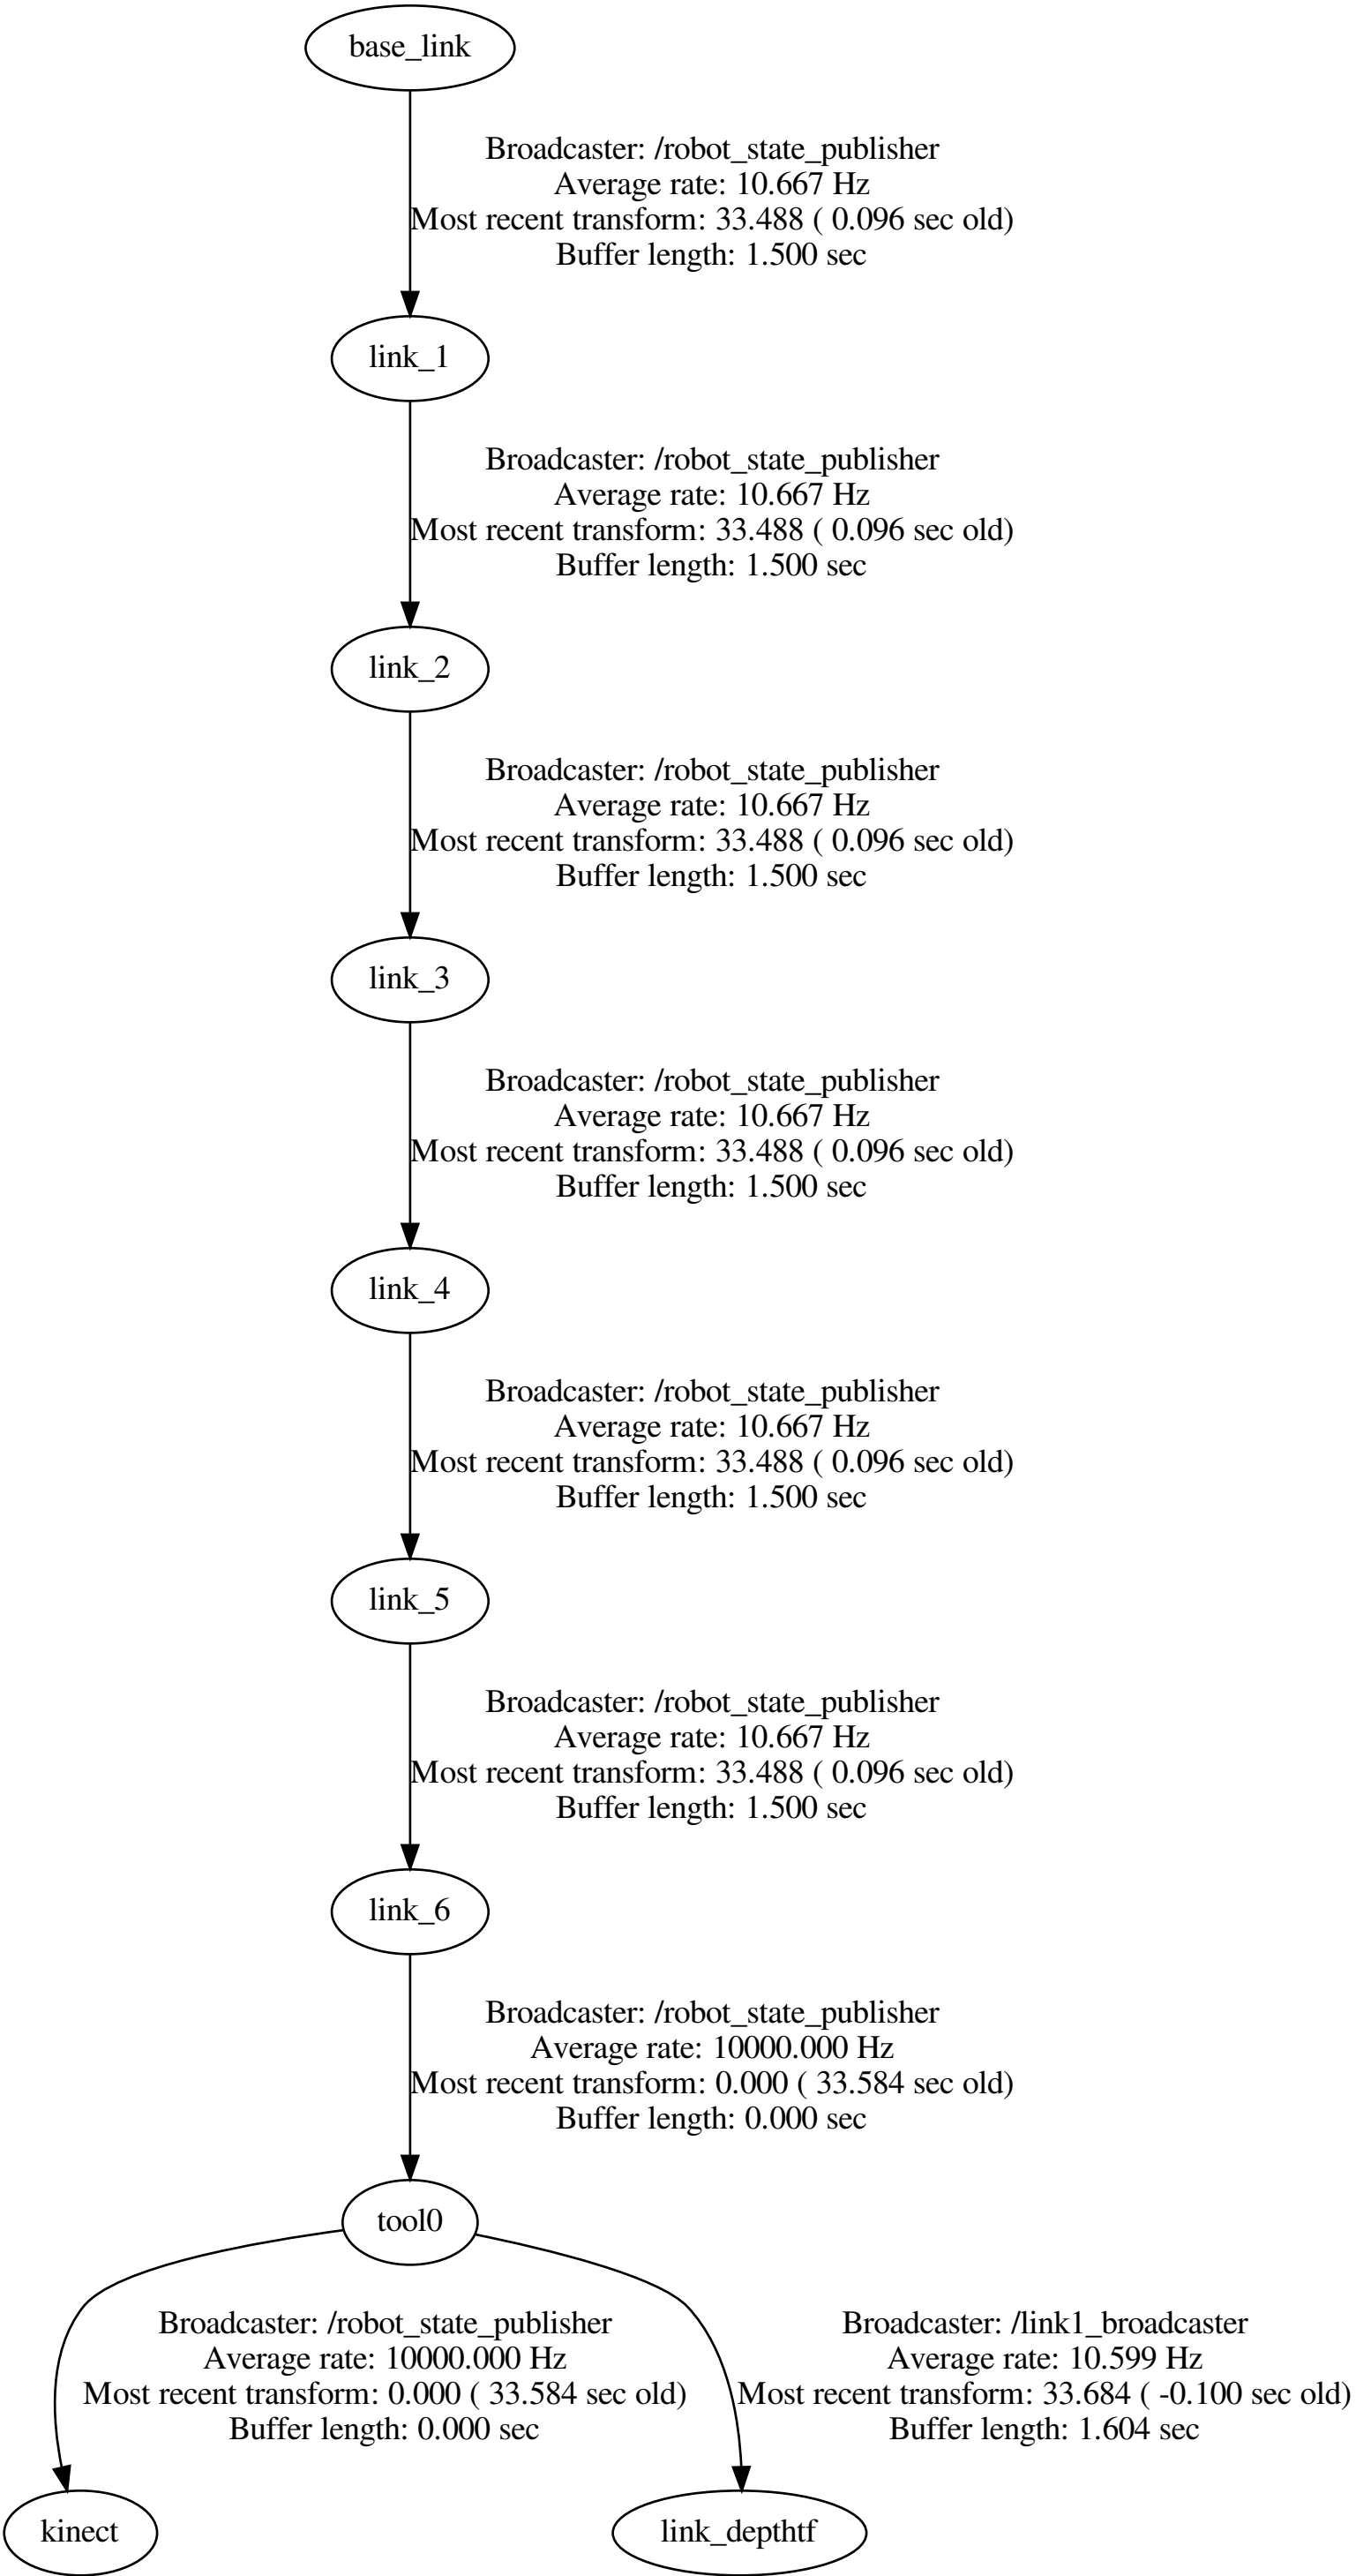 base_link
Broadcaster: /robot_state_publisher
Average rate: 10.667 Hz
Most recent transform: 33.488 ( 0.096 sec old)
Buffer length: 1.500 sec
link_1
Broadcaster: /robot_state_publisher
Average rate: 10.667 Hz
Most recent transform: 33.488 ( 0.096 sec old)
Buffer length: 1.500 sec
link_2
Broadcaster: /robot_state_publisher
Average rate: 10.667 Hz
Most recent transform: 33.488 ( 0.096 sec old)
Buffer length: 1.500 sec
link_3
Broadcaster: /robot_state_publisher
Average rate: 10.667 Hz
Most recent transform: 33.488 ( 0.096 sec old)
Buffer length: 1.500 sec
link_4
Broadcaster: /robot_state_publisher
Average rate: 10.667 Hz
Most recent transform: 33.488 ( 0.096 sec old)
Buffer length: 1.500 sec
link_5
Broadcaster: /robot_state_publisher
Average rate: 10.667 Hz
Most recent transform: 33.488 ( 0.096 sec old)
Buffer length: 1.500 sec
link_6
Broadcaster: /robot_state_publisher
Average rate: 10000.000 Hz
Most recent transform: 0.000 ( 33.584 sec old)
Buffer length: 0.000 sec
tool0
Broadcaster: /robot_state_publisher
Average rate: 10000.000 Hz
Most recent transform: 0.000 ( 33.584 sec old)
Buffer length: 0.000 sec
Broadcaster: /link1_broadcaster
Average rate: 10.599 Hz
Most recent transform: 33.684 ( -0.100 sec old)
Buffer length: 1.604 sec
kinect
link_depthtf